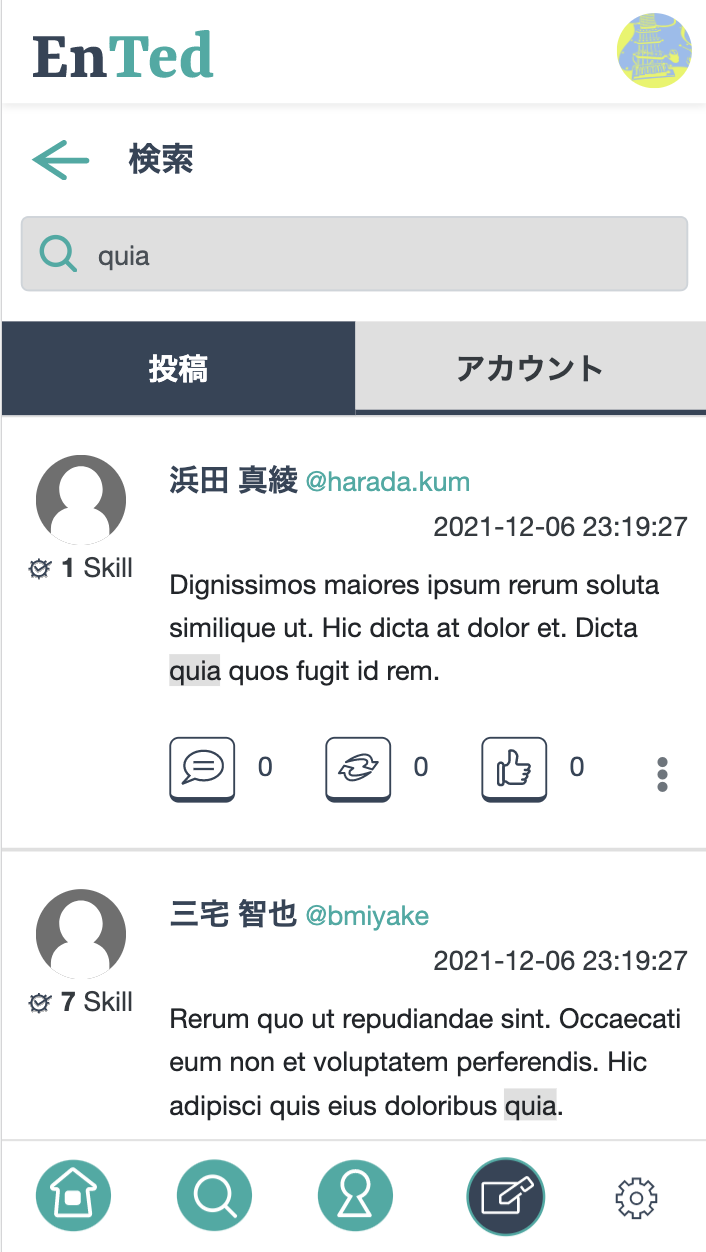 EnTed
検索
quia
投稿 アカウント
浜田 真綾 @harada.kum
2021-12-06 23:19:27
1 Skill
Dignissimos maiores ipsum rerum soluta
similique ut. Hic dicta at dolor et. Dicta
quia quos fugit id rem.
0 0 0
三宅 智也 @bmiyake
2021-12-06 23:19:27
7 Skill
Rerum quo ut repudiandae sint. Occaecati
eum non et voluptatem perferendis. Hic
adipisci quis eius doloribus quia.